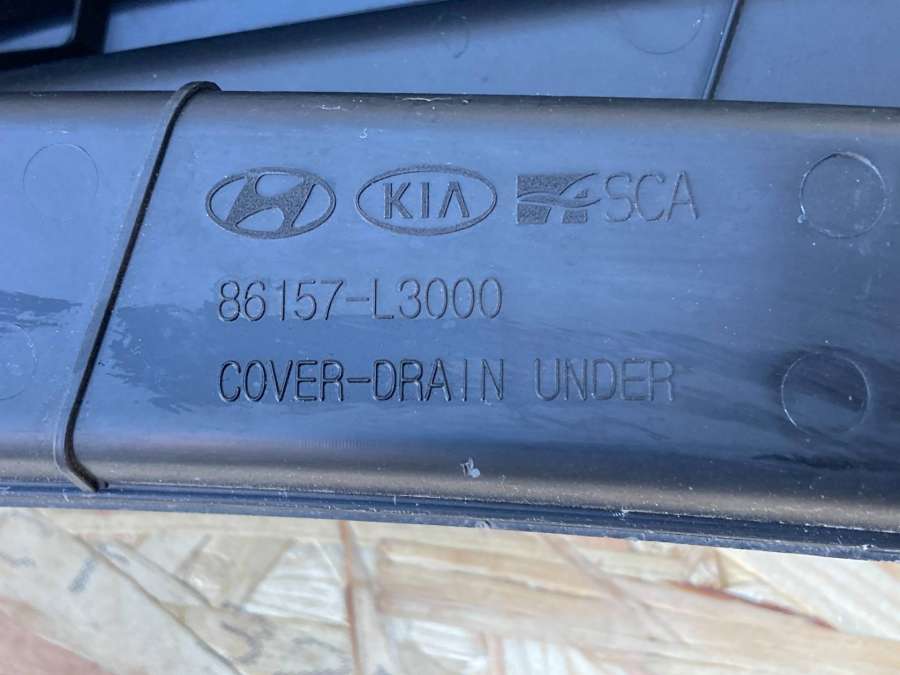 KIA SCA
86157-L3000
COVER-DRAIN UNDER